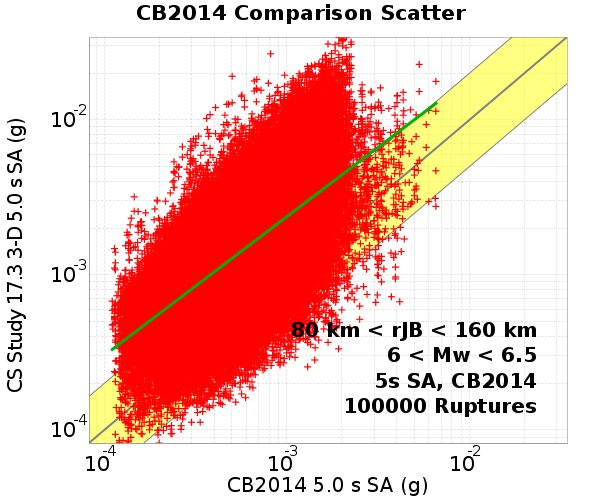 CB2014 Comparison Scatter
CS Study 17.3 3-D 5.0 s SA (g)
10^-2
10^-3
10^-4
80 km < rJB < 160 km
6 < Mw < 6.5
5s SA, CB2014
100000 Ruptures
10^-4 10^-3 10^-2
CB2014 5.0 s SA (g)